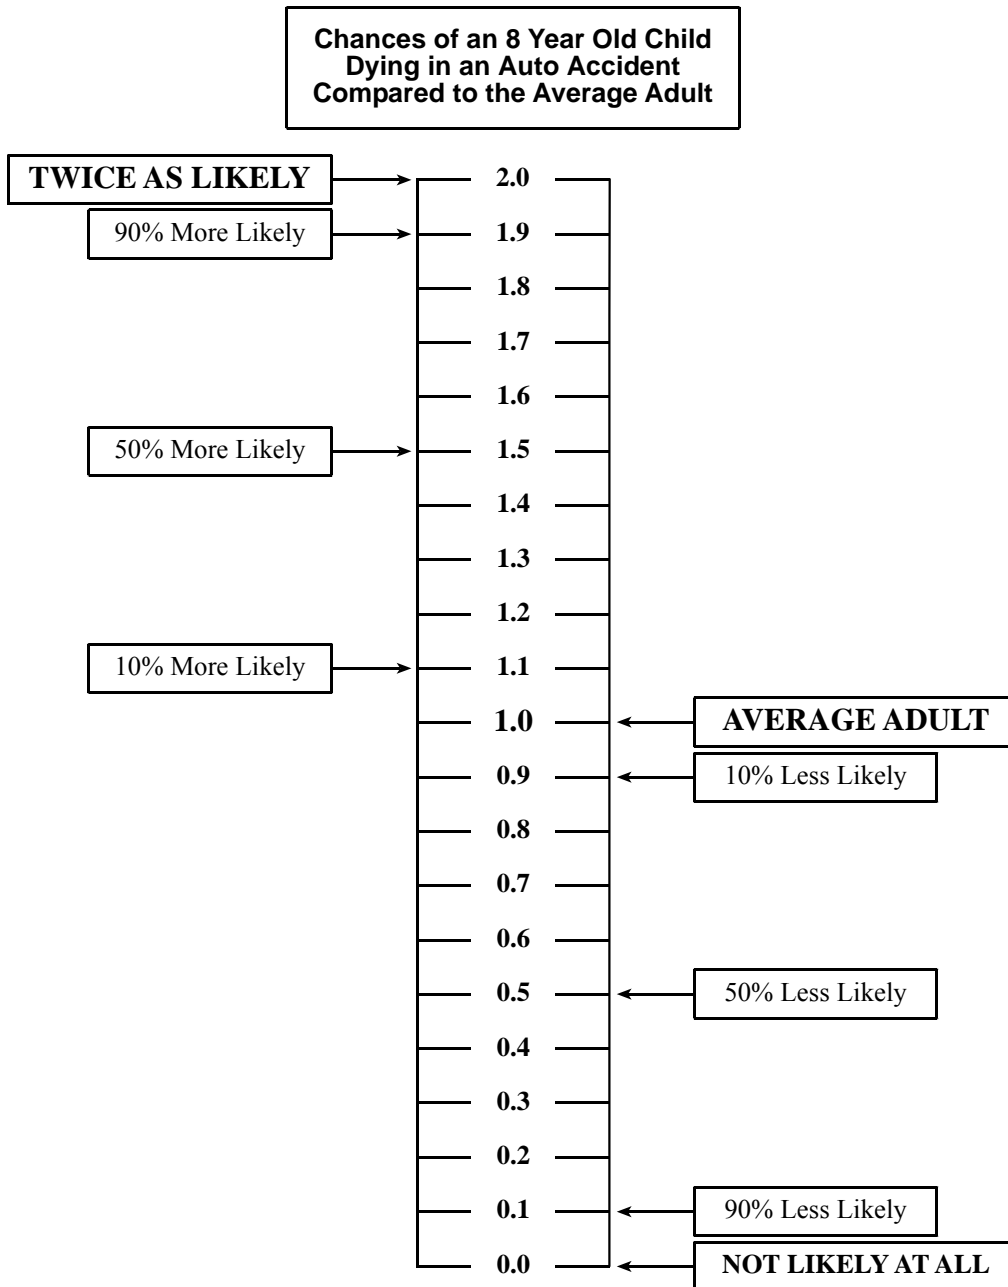 Chances of an 8 Year Old Child
Dying in an Auto Accident
Compared to the Average Adult
TWICE AS LIKELY
2.0
90% More Likely
1.9
1.8
1.7
1.6
50% More Likely
1.5
1.4
1.3
1.2
10% More Likely
1.1
1.0
AVERAGE ADULT
0.9
10% Less Likely
0.8
0.7
0.6
0.5
50% Less Likely
0.4
0.3
0.2
0.1
90% Less Likely
0.0
NOT LIKELY AT ALL